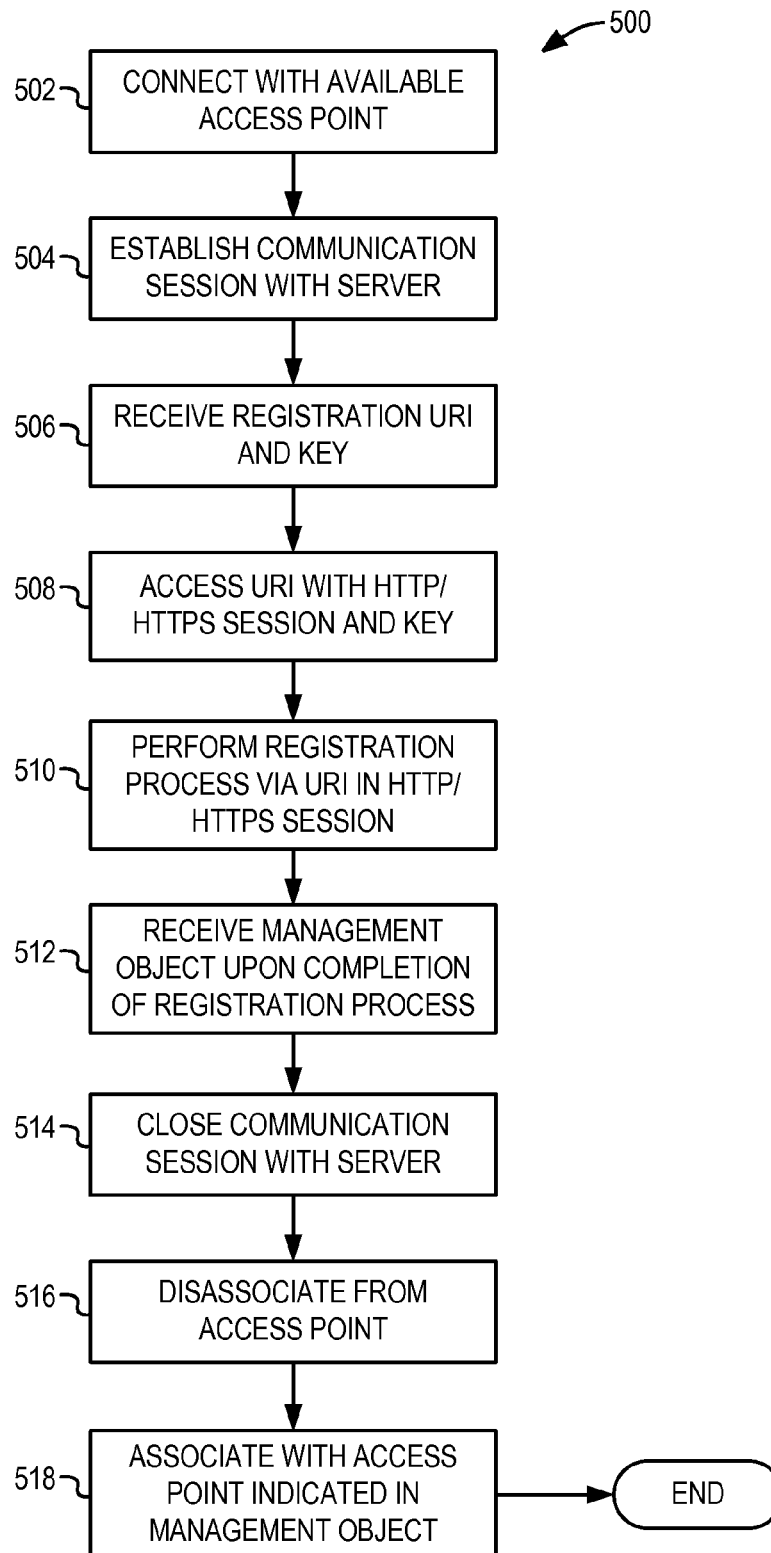 500
502
CONNECT WITH AVAILABLE
ACCESS POINT
504
ESTABLISH COMMUNICATION
SESSION WITH SERVER
506
RECEIVE REGISTRATION URI
AND KEY
508
ACCESS URI WITH HTTP/
HTTPS SESSION AND KEY
510
PERFORM REGISTRATION
PROCESS VIA URI IN HTTP/
HTTPS SESSION
512
RECEIVE MANAGEMENT
OBJECT UPON COMPLETION
OF REGISTRATION PROCESS
514
CLOSE COMMUNICATION
SESSION WITH SERVER
516
DISASSOCIATE FROM
ACCESS POINT
518
ASSOCIATE WITH ACCESS
POINT INDICATED IN
MANAGEMENT OBJECT
END